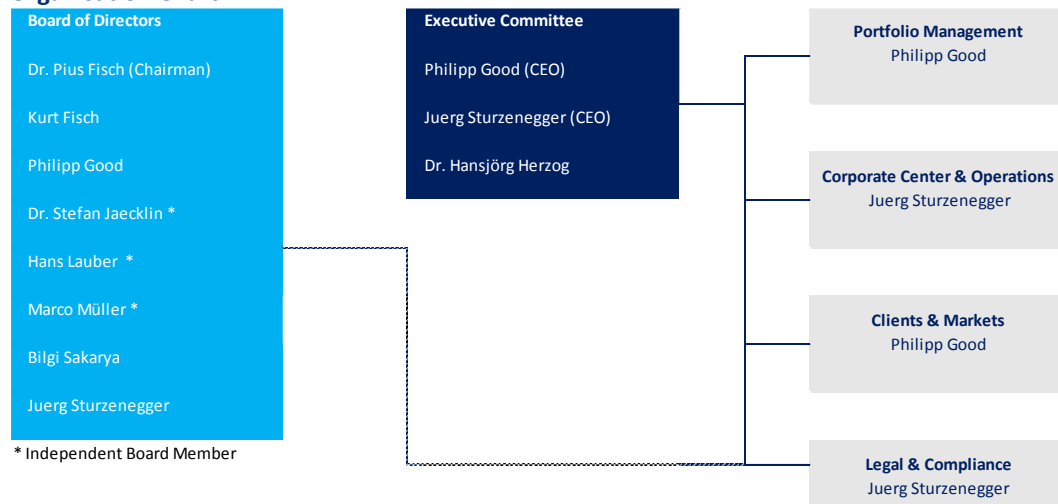 Board of Directors
Dr. Pius Fisch (Chairman)
Kurt Fisch
Philipp Good
Dr. Stefan Jaecklin *
Hans Lauber *
Marco Müller *
Bilgi Sakarya
Juerg Sturzenegger
* Independent Board Member
Executive Committee
Philipp Good (CEO)
Juerg Sturzenegger (CEO)
Dr. Hansjörg Herzog
Portfolio Management
Philipp Good
Corporate Center & Operations
Juerg Sturzenegger
Clients & Markets
Philipp Good
Legal & Compliance
Juerg Sturzenegger